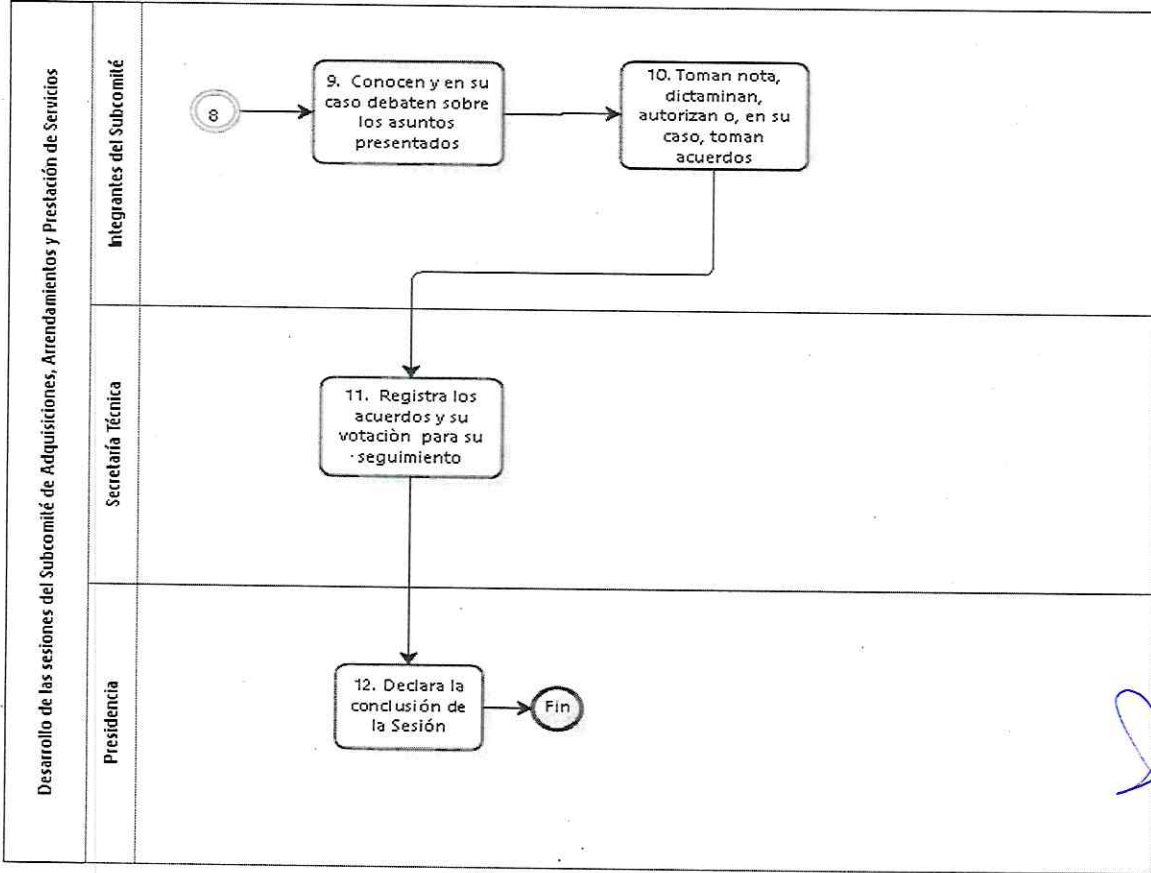 Desarrollo de las sesiones del Subcomité de Adquisiciones, Arrendamientos y Prestación de Servicios
Integrantes del Subcomité
8
9. Conocen y en su
caso debaten sobre
los asuntos
presentados
10. Toman nota,
dictaminan,
autorizan o, en su
caso, toman
acuerdos
Secretaría Técnica
11. Registra los
acuerdos y su
votaciòn para su
seguimiento
Presidencia
12. Declara la
conclusión de
la Sesión
Fin